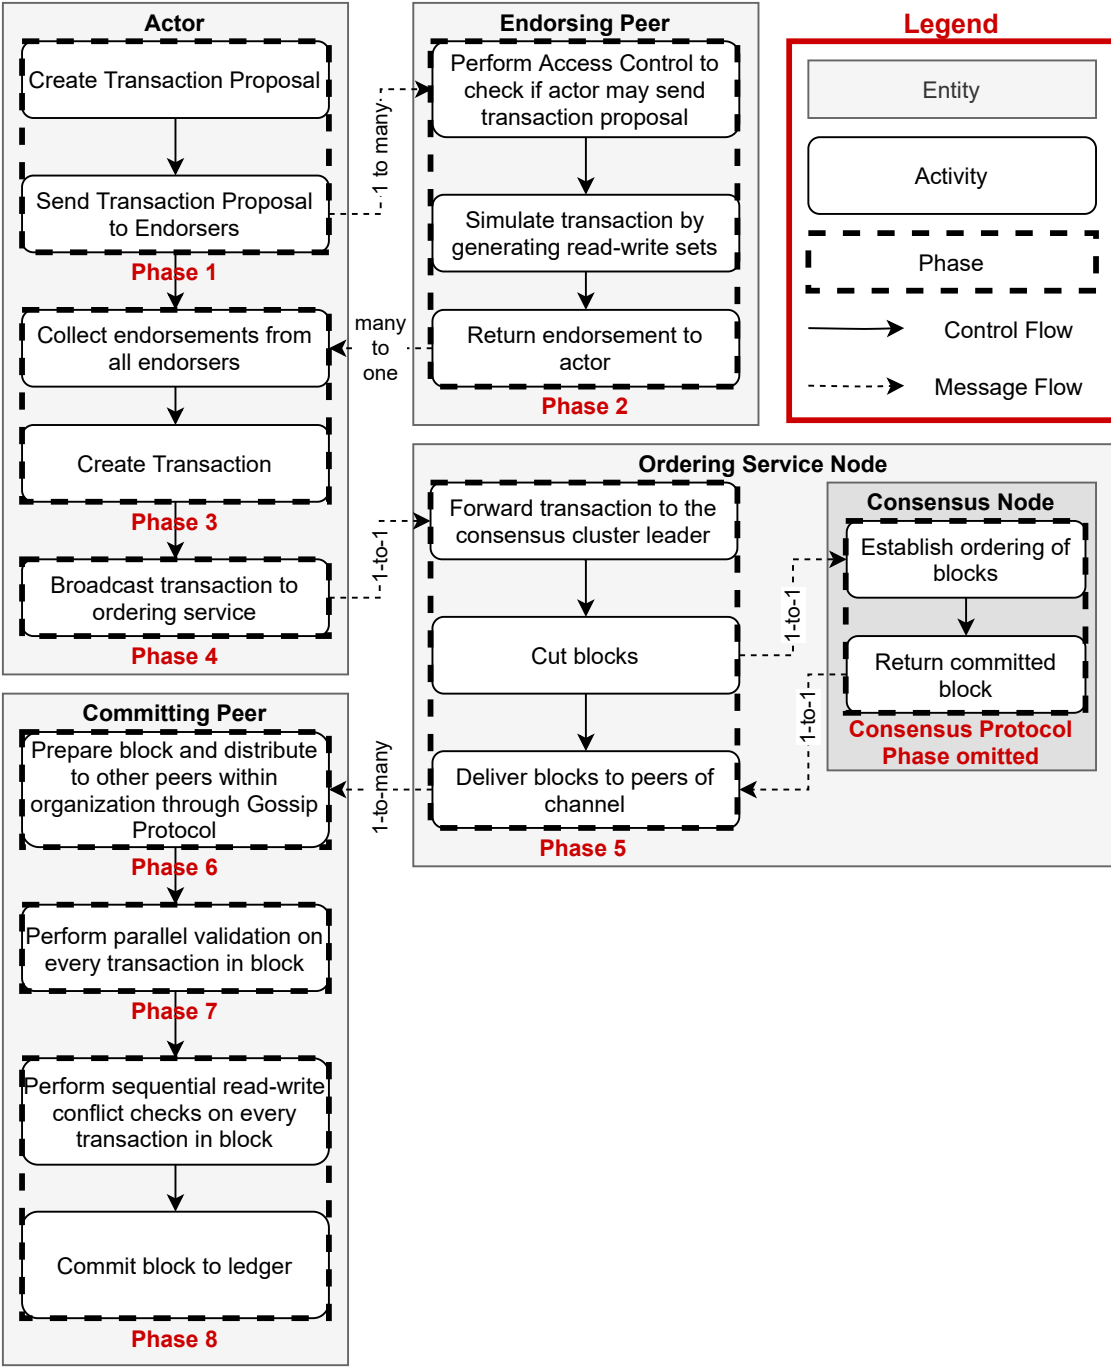 Actor
Create Transaction Proposal
Send Transaction Proposal
to Endorsers
Phase 1
Collect endorsements from
all endorsers
Create Transaction
Phase 3
Broadcast transaction to
ordering service
Phase 4
1 to many
many
to
one
1-to-1
Endorsing Peer
Perform Access Control to
check if actor may send
transaction proposal
Simulate transaction by
generating read-write sets
Return endorsement to
actor
Phase 2
Legend
Entity
Activity
Phase
Control Flow
Message Flow
Ordering Service Node
Forward transaction to the
consensus cluster leader
Cut blocks
Deliver blocks to peers of
channel
Phase 5
1-to-1
1-to-1
Consensus Node
Establish ordering of
blocks
Return committed
block
Consensus Protocol
Phase omitted
1-to-many
Committing Peer
Prepare block and distribute
to other peers within
organization through Gossip
Protocol
Phase 6
Perform parallel validation on
every transaction in block
Phase 7
Perform sequential read-write
conflict checks on every
transaction in block
Commit block to ledger
Phase 8